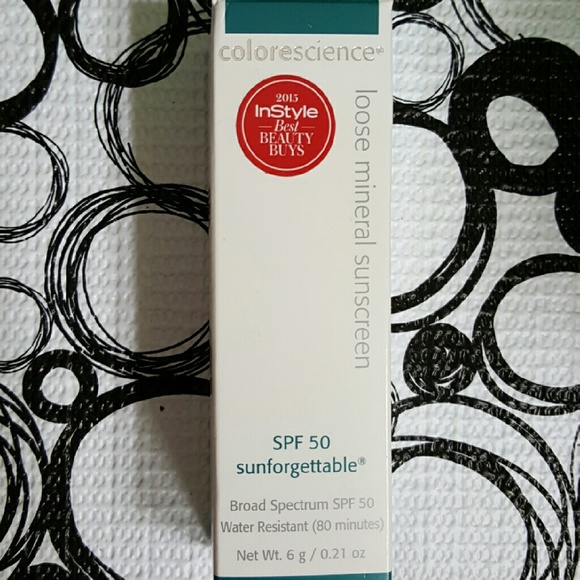 colorescience®
2015
InStyle
Best
BEAUTY
BUYS
loose mineral sunscreen
SPF 50
sunforgettable®
Broad Spectrum SPF 50
Water Resistant (80 minutes)
Net Wt. 6 g / 0.21 oz